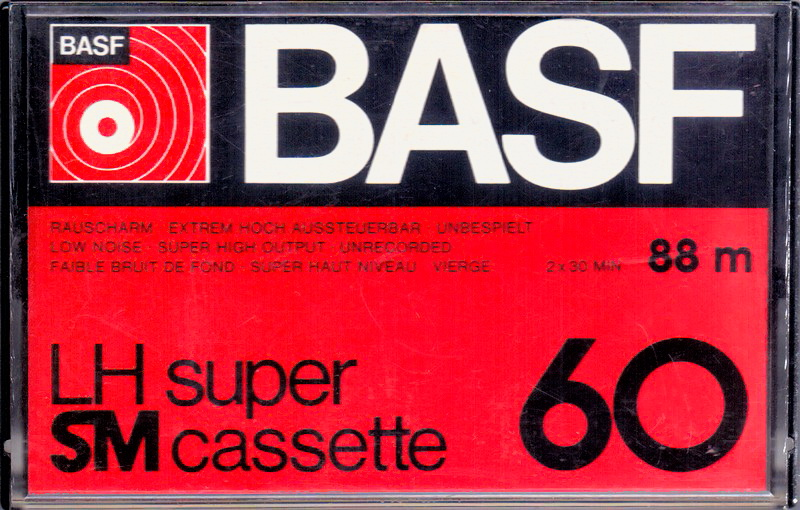 BASF
BASF
RAUSCHARM · EXTREM HOCH AUSSTEUERBAR · UNBESPIELT
LOW NOISE · SUPER HIGH OUTPUT · UNRECORDED
FAIBLE BRUIT DE FOND · SUPER HAUT NIVEAU · VIERGE
2 x 30 MIN 88 m
LH super
SM cassette
60